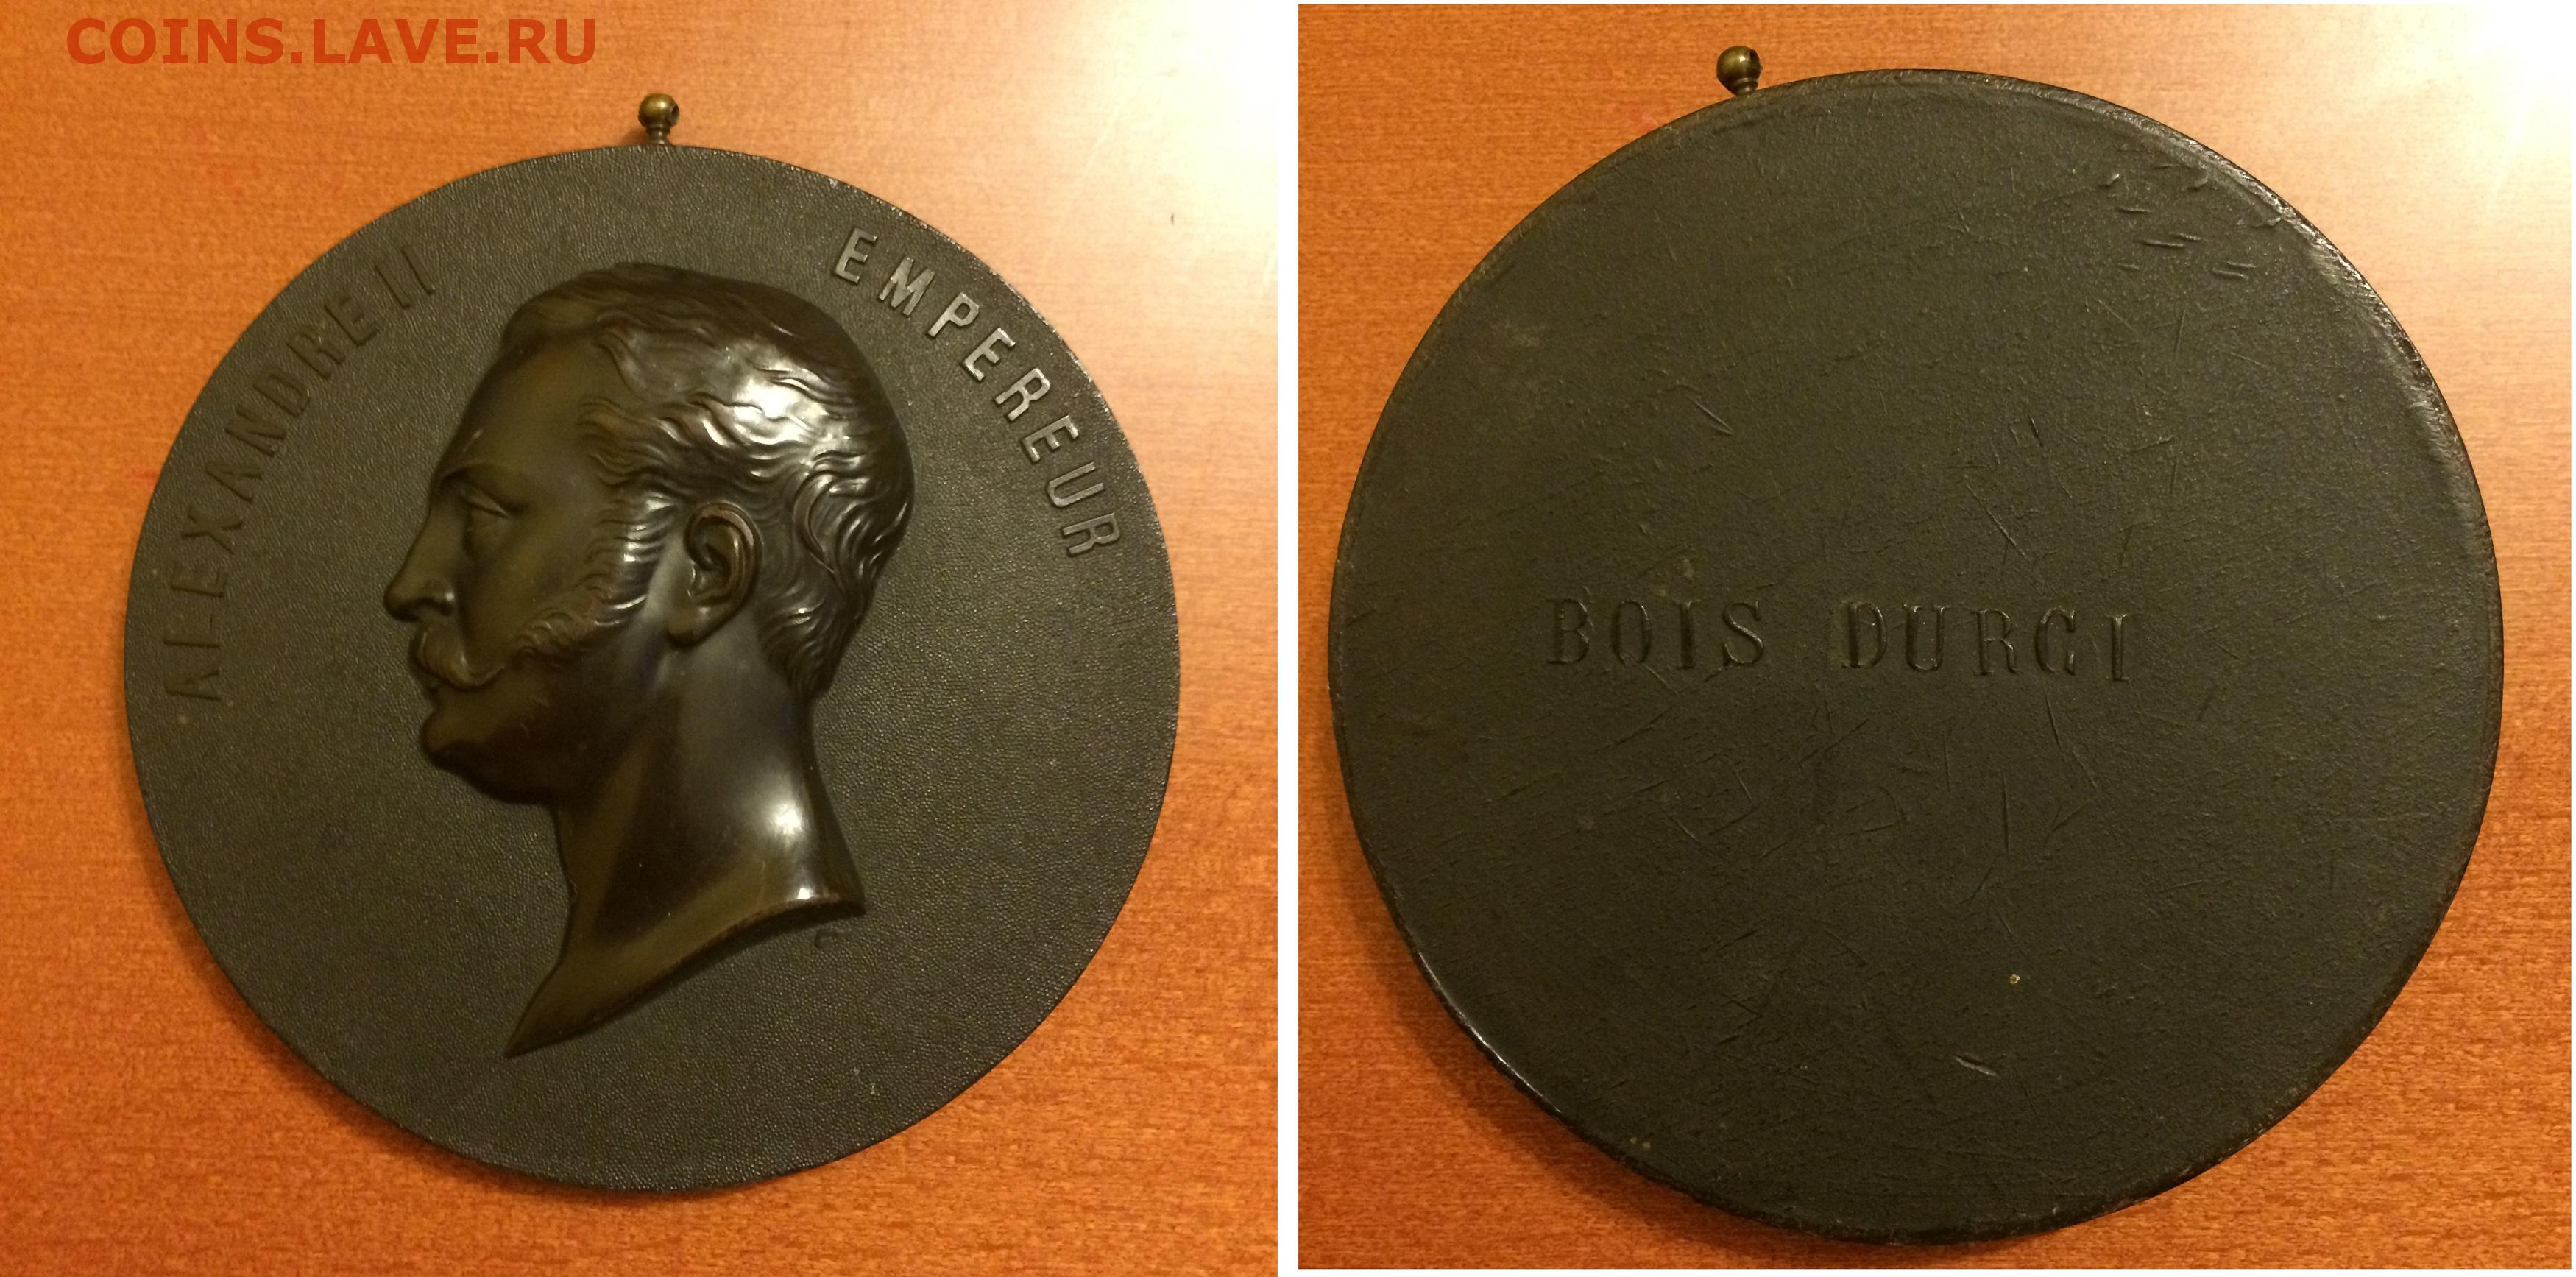 COINS.LAVE.RU
ALEXANDRE II EMPEREUR
BOIS DURCI